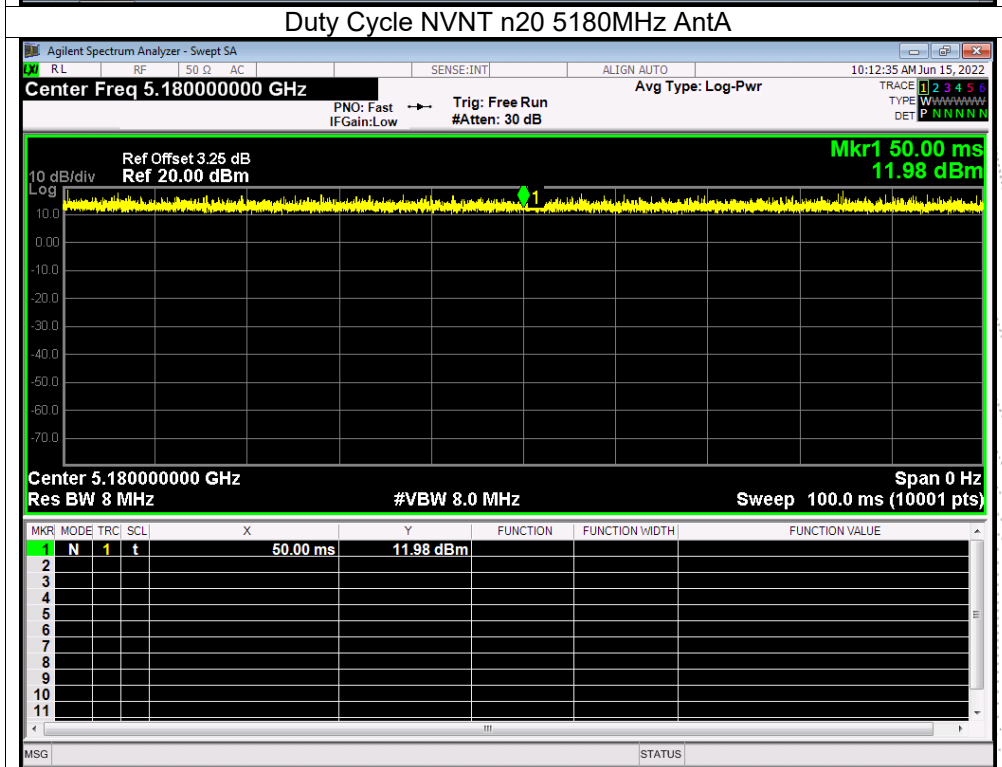 Duty Cycle NVNT n20 5180MHz AntA
Agilent Spectrum Analyzer - Swept SA
LXI RL RF 50 Ω AC SENSE:INT ALIGN AUTO 10:12:35 AM Jun 15, 2022
Center Freq 5.180000000 GHz Avg Type: Log-Pwr TRACE 1 2 3 4 5 6
PNO: Fast Trig: Free Run TYPE WWWWWW
IFGain:Low #Atten: 30 dB DET P N N N N N
Mkr1 50.00 ms
Ref Offset 3.25 dB
10 dB/div Ref 20.00 dBm 11.98 dBm
Log
1
10.0
0.00
-10.0
-20.0
-30.0
-40.0
-50.0
-60.0
-70.0
Center 5.180000000 GHz Span 0 Hz
Res BW 8 MHz #VBW 8.0 MHz Sweep 100.0 ms (10001 pts)
MKR MODE TRC SCL X Y FUNCTION FUNCTION WIDTH FUNCTION VALUE
1 N 1 t 50.00 ms 11.98 dBm
2
3
4
5
6
7
8
9
10
11
MSG STATUS